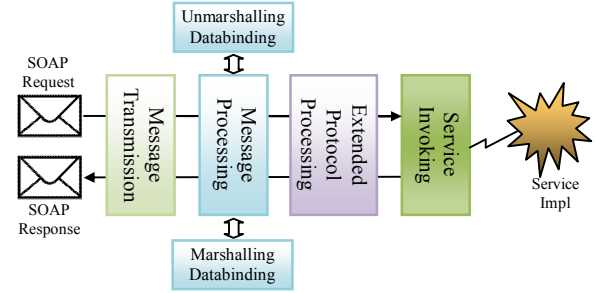 Unmarshalling
Databinding
SOAP
Request
Message
Transmission
Message
Processing
Extended
Protocol
Processing
Service
Invoking
Service
Impl
SOAP
Response
Marshalling
Databinding